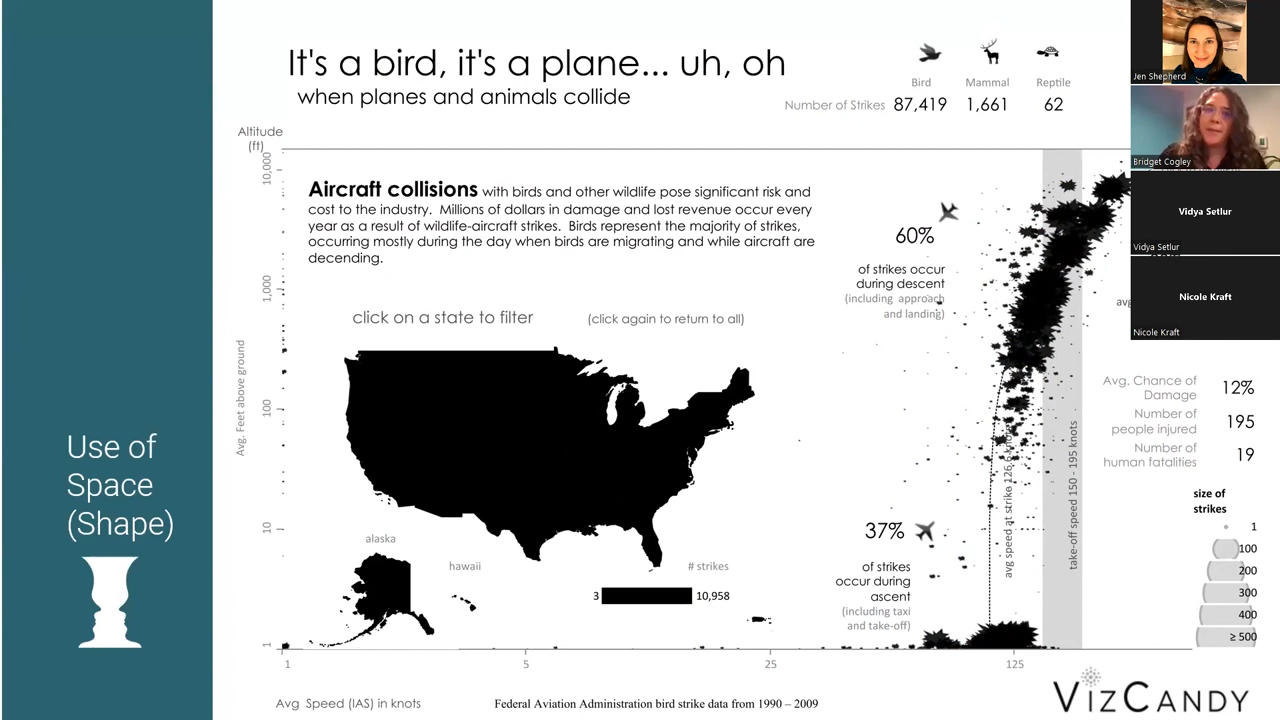 It's a bird, it's a plane... uh, oh
when planes and animals collide
Bird
Mammal
Reptile
Number of Strikes
87,419
1,661
62
Jen Shepherd
Bridget Cogley
Vidya Setlur
Vidya Setlur
Nicole Kraft
Nicole Kraft
Altitude
(ft)
10,000
1,000
100
10
1
Avg. Feet above ground
Aircraft collisions with birds and other wildlife pose significant risk and
cost to the industry. Millions of dollars in damage and lost revenue occur every
year as a result of wildlife-aircraft strikes. Birds represent the majority of strikes,
occurring mostly during the day when birds are migrating and while aircraft are
decending.
click on a state to filter
(click again to return to all)
60%
of strikes occur
during descent
(including approach
and landing)
avg
Avg. Chance of
Damage
12%
Number of
people injured
195
Number of
human fatalities
19
Use of
Space
(Shape)
alaska
hawaii
# strikes
3
10,958
37%
of strikes
occur during
ascent
(including taxi
and take-off)
avg speed at strike 126.6 knots
take-off speed 150 - 195 knots
size of
strikes
1
100
200
300
400
≥ 500
1
5
25
125
Avg Speed (IAS) in knots
Federal Aviation Administration bird strike data from 1990 – 2009
VIZCANDY